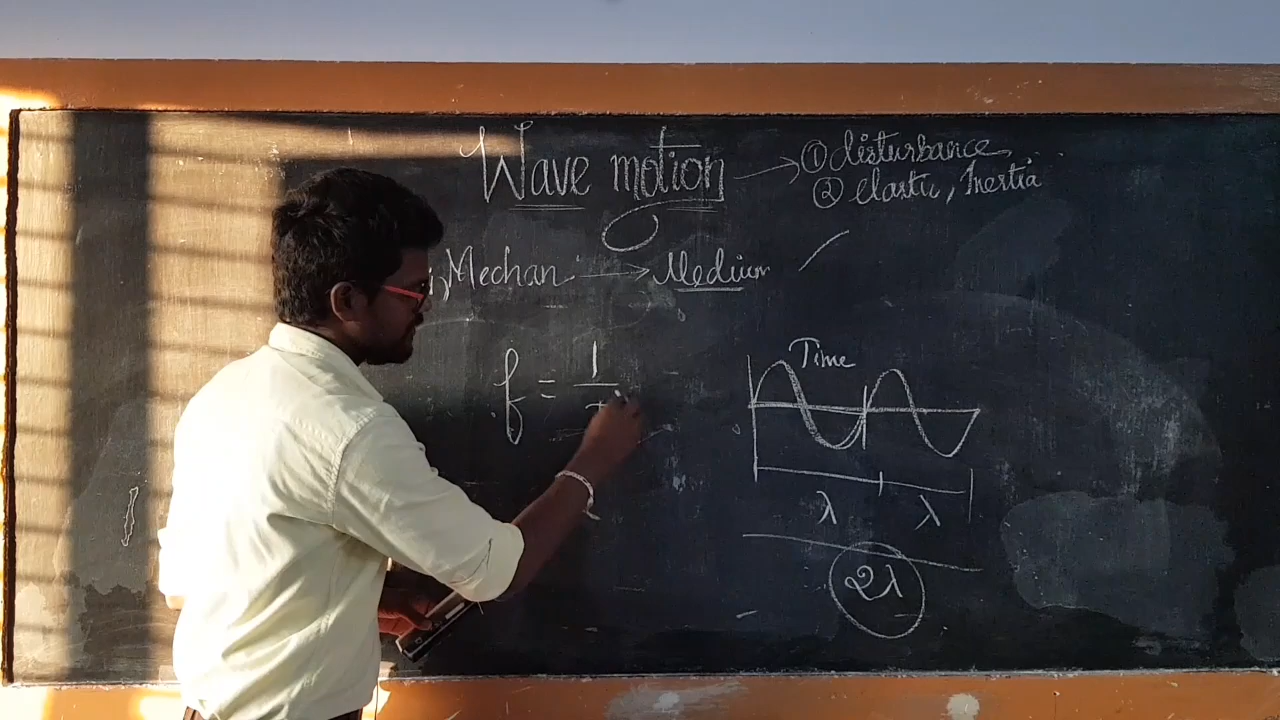 Wave motion → ① disturbance,
② elastic, Inertia
i, Mechan → Medium
f = 1
Time
λ λ
2λ